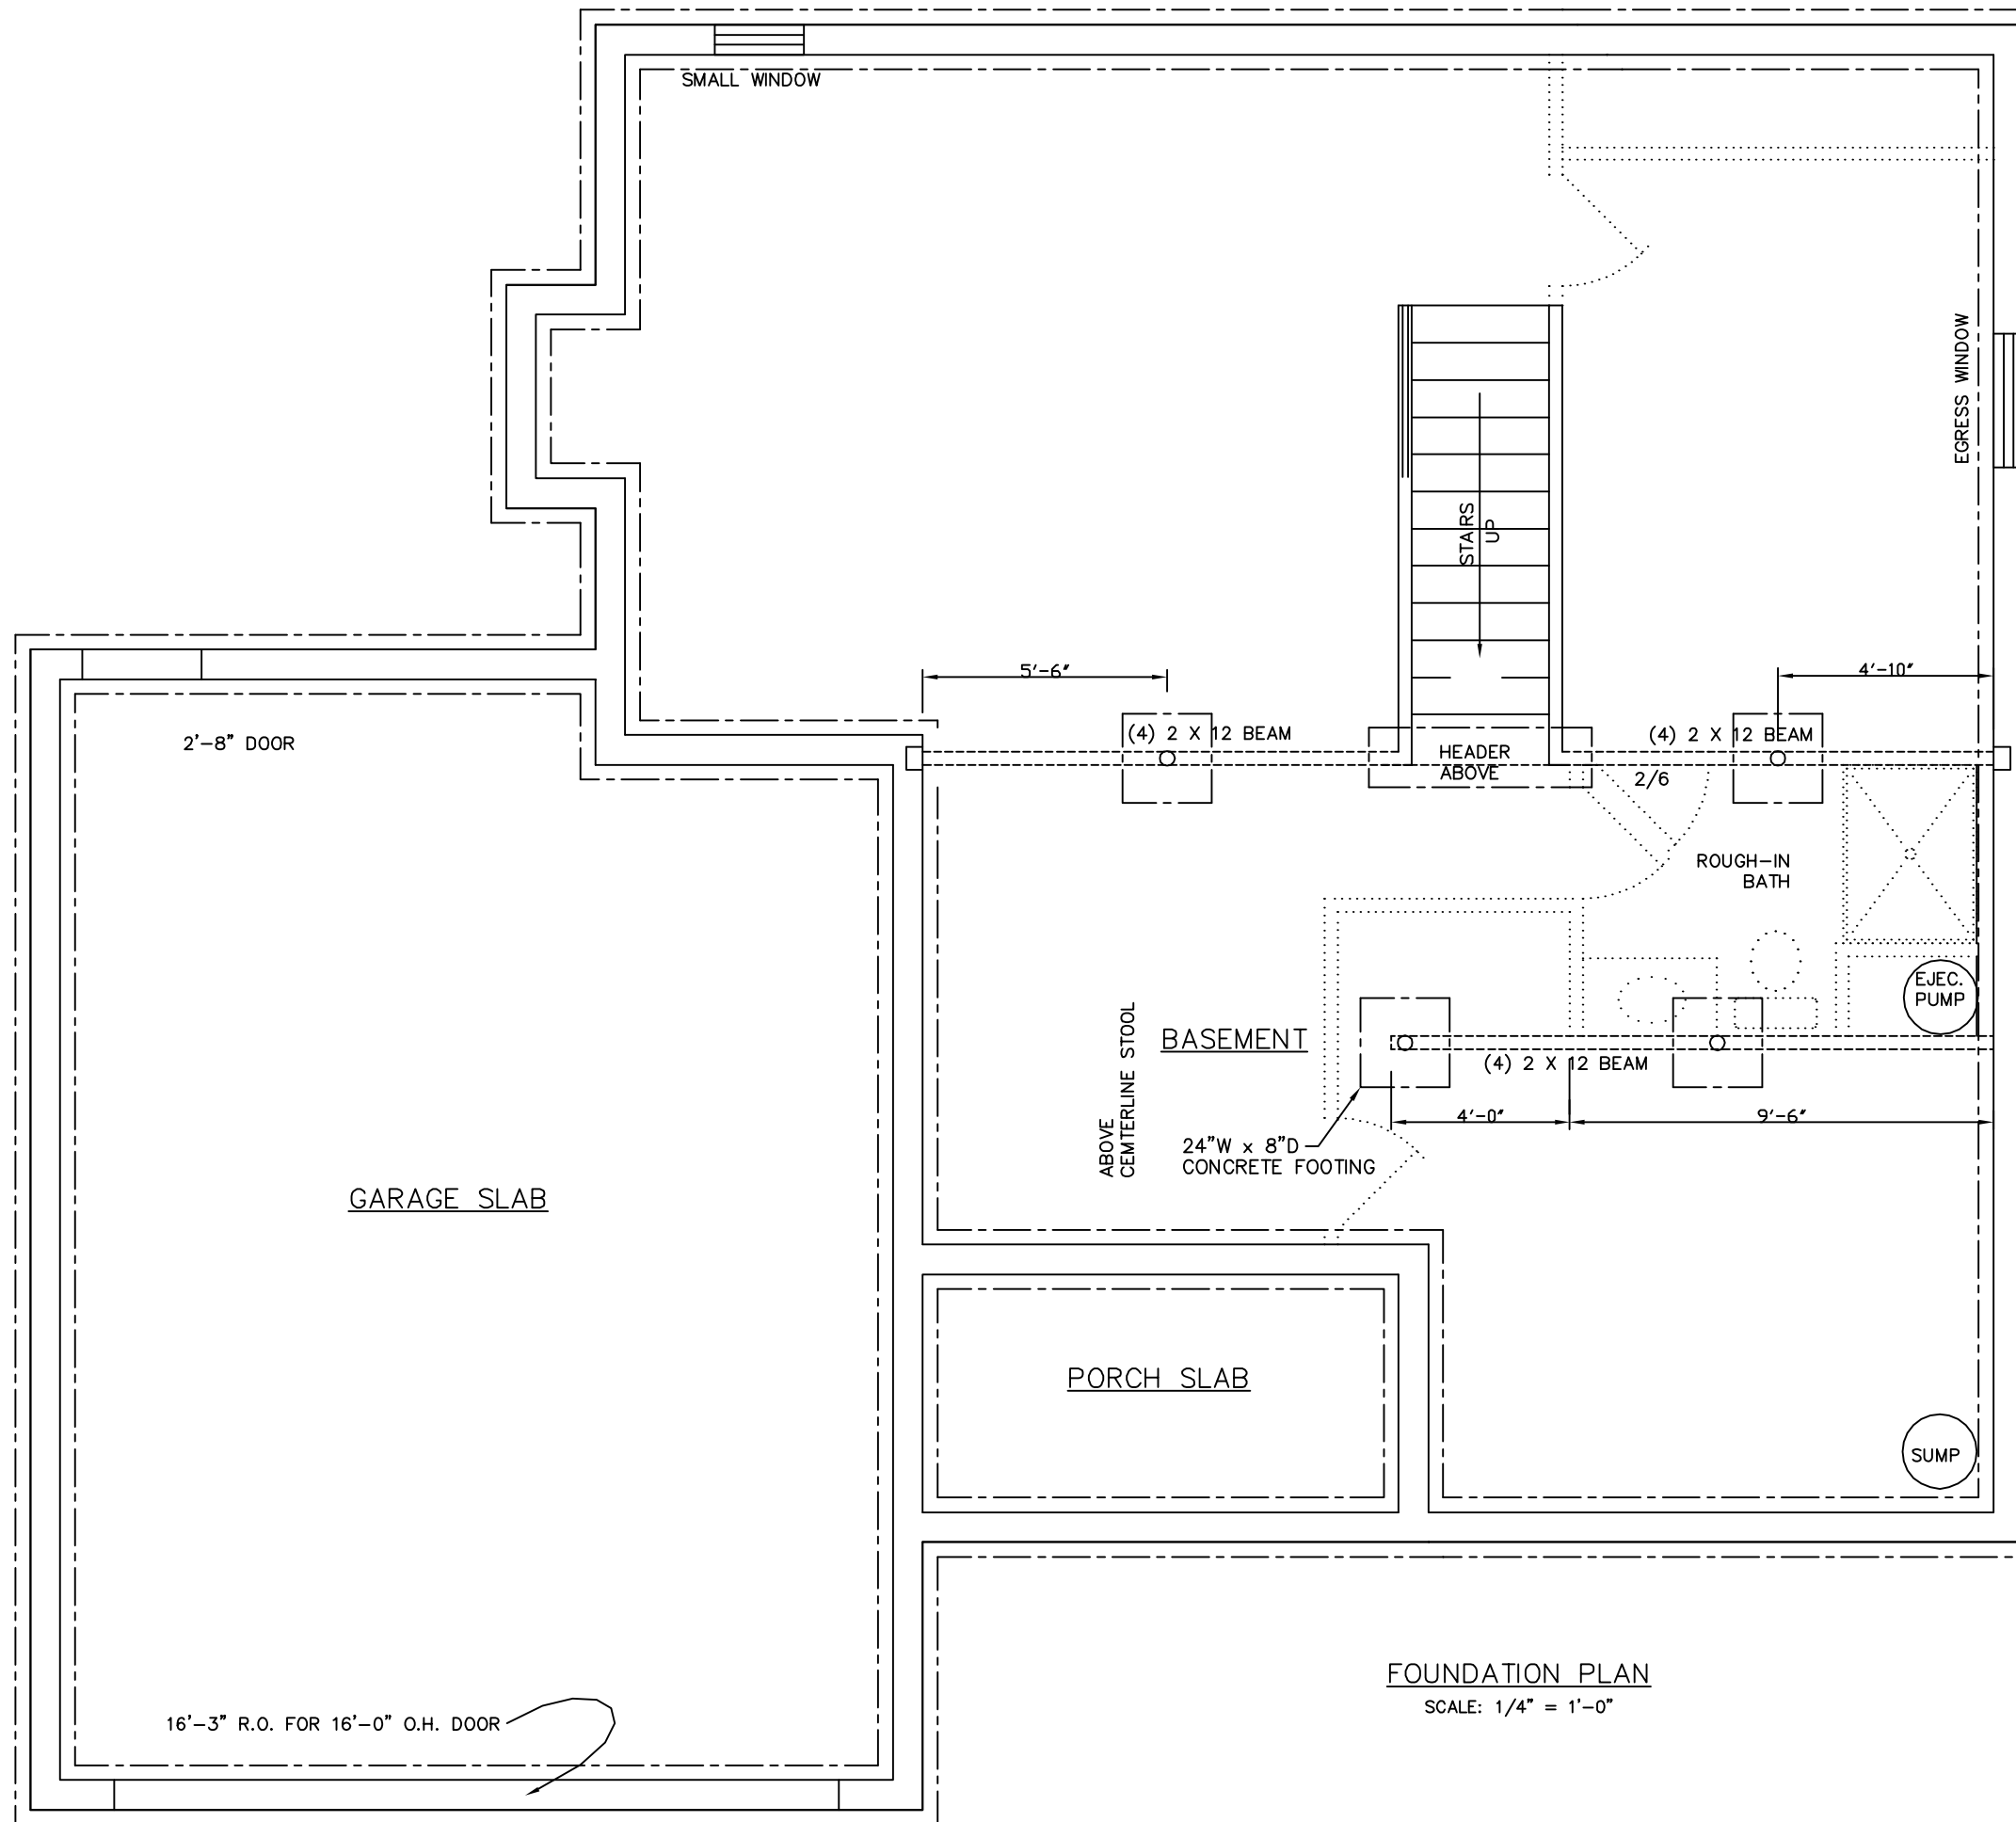 SMALL WINDOW
EGRESS WINDOW
STAIRS
UP
5'-6"
4'-10"
2'-8" DOOR
(4) 2 X 12 BEAM
HEADER
ABOVE
(4) 2 X 12 BEAM
2/6
ROUGH-IN
BATH
EJEC.
PUMP
BASEMENT
ABOVE
CEMTERLINE STOOL
(4) 2 X 12 BEAM
4'-0"
9'-6"
24"W x 8"D
CONCRETE FOOTING
GARAGE SLAB
PORCH SLAB
SUMP
FOUNDATION PLAN
SCALE: 1/4" = 1'-0"
16'-3" R.O. FOR 16'-0" O.H. DOOR